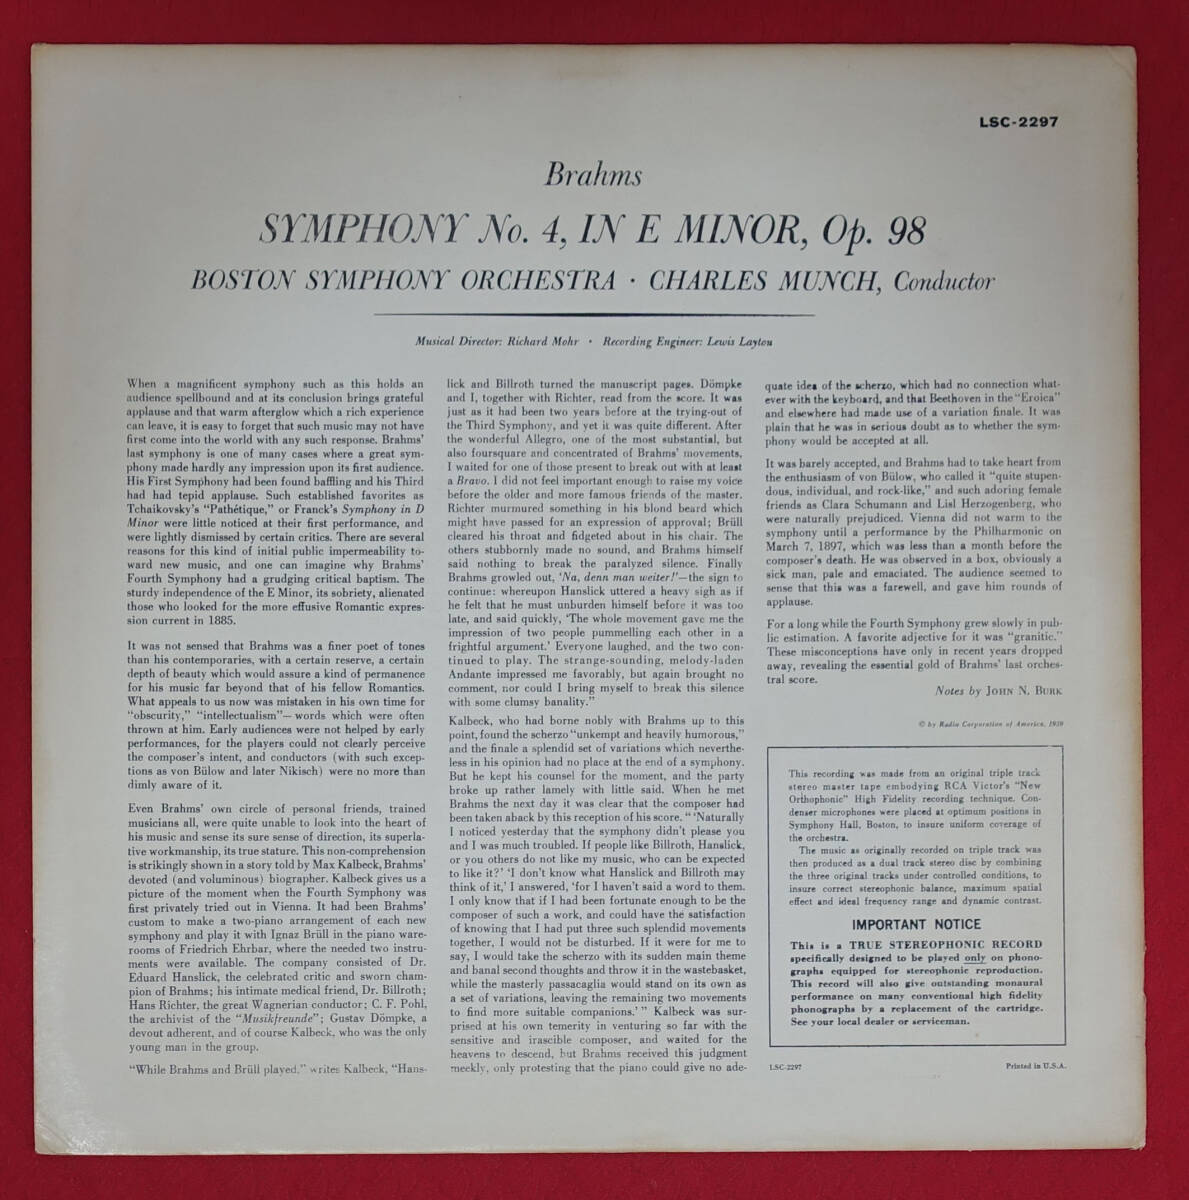 LSC-2297
Brahms
SYMPHONY No. 4, IN E MINOR, Op. 98
BOSTON SYMPHONY ORCHESTRA · CHARLES MUNCH, Conductor
Musical Director: Richard Mohr · Recording Engineer: Lewis Layton
When a magnificent symphony such as this holds an
audience spellbound and at its conclusion brings grateful
applause and that warm afterglow which a rich experience
can leave, it is easy to forget that such music may not have
first come into the world with any such response. Brahms'
last symphony is one of many cases where a great sym-
phony made hardly any impression upon its first audience.
His First Symphony had been found baffling and his Third
had had tepid applause. Such established favorites as
Tchaikovsky's "Pathétique," or Franck's Symphony in D
Minor were little noticed at their first performance, and
were lightly dismissed by certain critics. There are several
reasons for this kind of initial public impermeability to-
ward new music, and one can imagine why Brahms'
Fourth Symphony had a grudging critical baptism. The
sturdy independence of the E Minor, its sobriety, alienated
those who looked for the more effusive Romantic expres-
sion current in 1885.
It was not sensed that Brahms was a finer poet of tones
than his contemporaries, with a certain reserve, a certain
depth of beauty which would assure a kind of permanence
for his music far beyond that of his fellow Romantics.
What appeals to us now was mistaken in his own time for
"obscurity," "intellectualism"—words which were often
thrown at him. Early audiences were not helped by early
performances, for the players could not clearly perceive
the composer's intent, and conductors (with such excep-
tions as von Bülow and later Nikisch) were no more than
dimly aware of it.
Even Brahms' own circle of personal friends, trained
musicians all, were quite unable to look into the heart of
his music and sense its sure sense of direction, its superla-
tive workmanship, its true stature. This non-comprehension
is strikingly shown in a story told by Max Kalbeck, Brahms'
devoted (and voluminous) biographer. Kalbeck gives us a
picture of the moment when the Fourth Symphony was
first privately tried out in Vienna. It had been Brahms'
custom to make a two-piano arrangement of each new
symphony and play it with Ignaz Brüll in the piano ware-
rooms of Friedrich Ehrbar, where the needed two instru-
ments were available. The company consisted of Dr.
Eduard Hanslick, the celebrated critic and sworn cham-
pion of Brahms; his intimate medical friend, Dr. Billroth;
Hans Richter, the great Wagnerian conductor; C. F. Pohl,
the archivist of the "Musikfreunde"; Gustav Dömpke, a
devout adherent, and of course Kalbeck, who was the only
young man in the group.
"While Brahms and Brüll played," writes Kalbeck, "Hans-
lick and Billroth turned the manuscript pages. Dömpke
and I, together with Richter, read from the score. It was
just as it had been two years before at the trying-out of
the Third Symphony, and yet it was quite different. After
the wonderful Allegro, one of the most substantial, but
also foursquare and concentrated of Brahms' movements,
I waited for one of those present to break out with at least
a Bravo. I did not feel important enough to raise my voice
before the older and more famous friends of the master.
Richter murmured something in his blond beard which
might have passed for an expression of approval; Brüll
cleared his throat and fidgeted about in his chair. The
others stubbornly made no sound, and Brahms himself
said nothing to break the paralyzed silence. Finally
Brahms growled out, 'Na, denn man weiter!'—the sign to
continue: whereupon Hanslick uttered a heavy sigh as if
he felt that he must unburden himself before it was too
late, and said quickly, 'The whole movement gave me the
impression of two people pummelling each other in a
frightful argument.' Everyone laughed, and the two con-
tinued to play. The strange-sounding, melody-laden
Andante impressed me favorably, but again brought no
comment, nor could I bring myself to break this silence
with some clumsy banality."
Kalbeck, who had borne nobly with Brahms up to this
point, found the scherzo "unkempt and heavily humorous,"
and the finale a splendid set of variations which neverthe-
less in his opinion had no place at the end of a symphony.
But he kept his counsel for the moment, and the party
broke up rather lamely with little said. When he met
Brahms the next day it was clear that the composer had
been taken aback by this reception of his score. "'Naturally
I noticed yesterday that the symphony didn't please you
and I was much troubled. If people like Billroth, Hanslick,
or you others do not like my music, who can be expected
to like it?' 'I don't know what Hanslick and Billroth may
think of it,' I answered, 'for I haven't said a word to them.
I only know that if I had been fortunate enough to be the
composer of such a work, and could have the satisfaction
of knowing that I had put three such splendid movements
together, I would not be disturbed. If it were for me to
say, I would take the scherzo with its sudden main theme
and banal second thoughts and throw it in the wastebasket,
while the masterly passacaglia would stand on its own as
a set of variations, leaving the remaining two movements
to find more suitable companions.'" Kalbeck was sur-
prised at his own temerity in venturing so far with the
sensitive and irascible composer, and waited for the
heavens to descend, but Brahms received this judgment
meekly, only protesting that the piano could give no ade-
quate idea of the scherzo, which had no connection what-
ever with the keyboard, and that Beethoven in the "Eroica"
and elsewhere had made use of a variation finale. It was
plain that he was in serious doubt as to whether the sym-
phony would be accepted at all.
It was barely accepted, and Brahms had to take heart from
the enthusiasm of von Bülow, who called it "quite stupen-
dous, individual, and rock-like," and such adoring female
friends as Clara Schumann and Lisl Herzogenberg, who
were naturally prejudiced. Vienna did not warm to the
symphony until a performance by the Philharmonic on
March 7, 1897, which was less than a month before the
composer's death. He was observed in a box, obviously a
sick man, pale and emaciated. The audience seemed to
sense that this was a farewell, and gave him rounds of
applause.
For a long while the Fourth Symphony grew slowly in pub-
lic estimation. A favorite adjective for it was "granitic."
These misconceptions have only in recent years dropped
away, revealing the essential gold of Brahms' last orches-
tral score.
Notes by JOHN N. BURK
© by Radio Corporation of America, 1959
This recording was made from an original triple track
stereo master tape embodying RCA Victor's "New
Orthophonic" High Fidelity recording technique. Con-
denser microphones were placed at optimum positions in
Symphony Hall, Boston, to insure uniform coverage of
the orchestra.
The music as originally recorded on triple track was
then produced as a dual track stereo disc by combining
the three original tracks under controlled conditions, to
insure correct stereophonic balance, maximum spatial
effect and ideal frequency range and dynamic contrast.
IMPORTANT NOTICE
This is a TRUE STEREOPHONIC RECORD
specifically designed to be played only on phono-
graphs equipped for stereophonic reproduction.
This record will also give outstanding monaural
performance on many conventional high fidelity
phonographs by a replacement of the cartridge.
See your local dealer or serviceman.
LSC-2297
Printed in U.S.A.